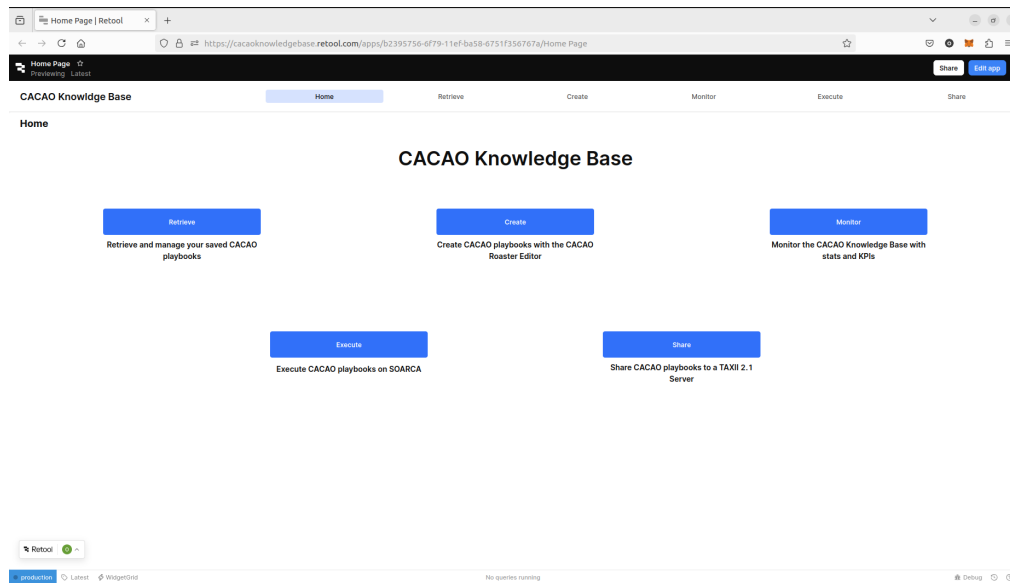 Home Page | Retool
https://cacaoknowledgebase.retool.com/apps/b2395756-6f79-11ef-ba58-6751f356767a/Home Page
Home Page
Previewing Latest
Share
Edit app
CACAO Knowldge Base
Home
Retrieve
Create
Monitor
Execute
Share
Home
CACAO Knowledge Base
Retrieve
Create
Monitor
Retrieve and manage your saved CACAO
playbooks
Create CACAO playbooks with the CACAO
Roaster Editor
Monitor the CACAO Knowledge Base with
stats and KPIs
Execute
Share
Execute CACAO playbooks on SOARCA
Share CACAO playbooks to a TAXII 2.1
Server
Retool
production
Latest
WidgetGrid
No queries running
Debug